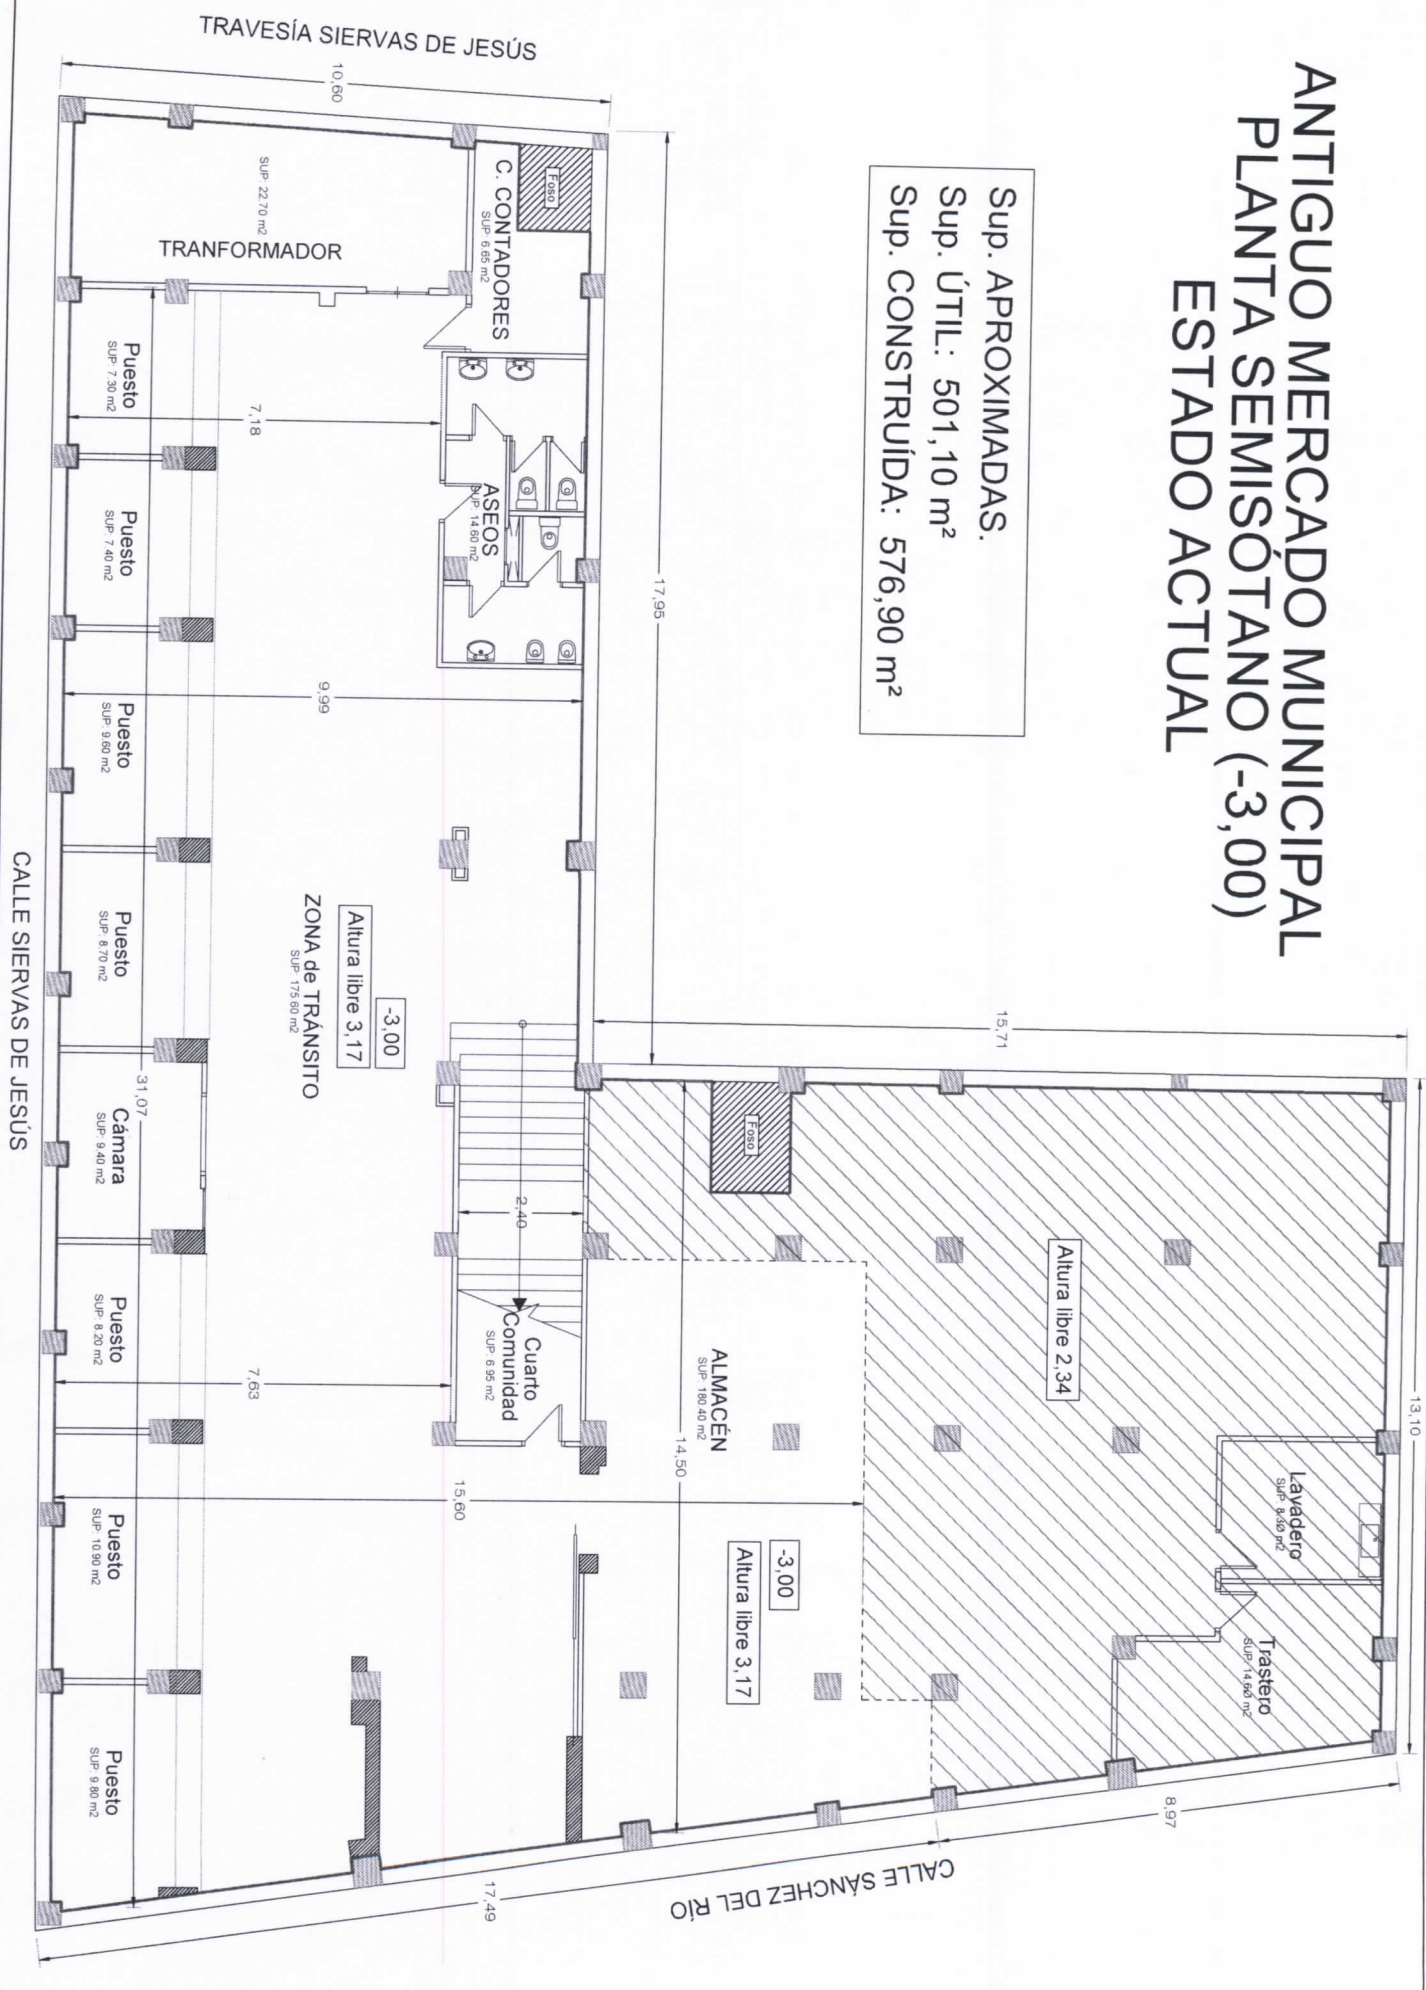 ANTIGUO MERCADO MUNICIPAL
PLANTA SEMISÓTANO (-3,00)
ESTADO ACTUAL
Sup. APROXIMADAS.
Sup. ÚTIL: 501,10 m²
Sup. CONSTRUÍDA: 576,90 m²
TRAVESÍA SIERVAS DE JESÚS
10,60
17,95
15,71
13,10
8,97
17,49
CALLE SÁNCHEZ DEL RÍO
CALLE SIERVAS DE JESÚS
Foso
C. CONTADORES
SUP: 6.65 m2
SUP: 22.70 m2
TRANFORMADOR
ASEOS
SUP: 14.60 m2
7,18
9,99
31,07
Puesto
SUP: 7.30 m2
Puesto
SUP: 7.40 m2
Puesto
SUP: 9.60 m2
Puesto
SUP: 8.70 m2
Cámara
SUP: 9.40 m2
Puesto
SUP: 8.20 m2
Puesto
SUP: 10.90 m2
Puesto
SUP: 9.80 m2
-3,00
Altura libre 3,17
ZONA de TRÁNSITO
SUP: 175.60 m2
2,40
Cuarto
Comunidad
SUP: 6.95 m2
7,63
15,60
14,50
Foso
ALMACÉN
SUP: 180.40 m2
-3,00
Altura libre 3,17
Altura libre 2,34
Lavadero
SUP: 8.30 m2
Trastero
SUP: 14.60 m2